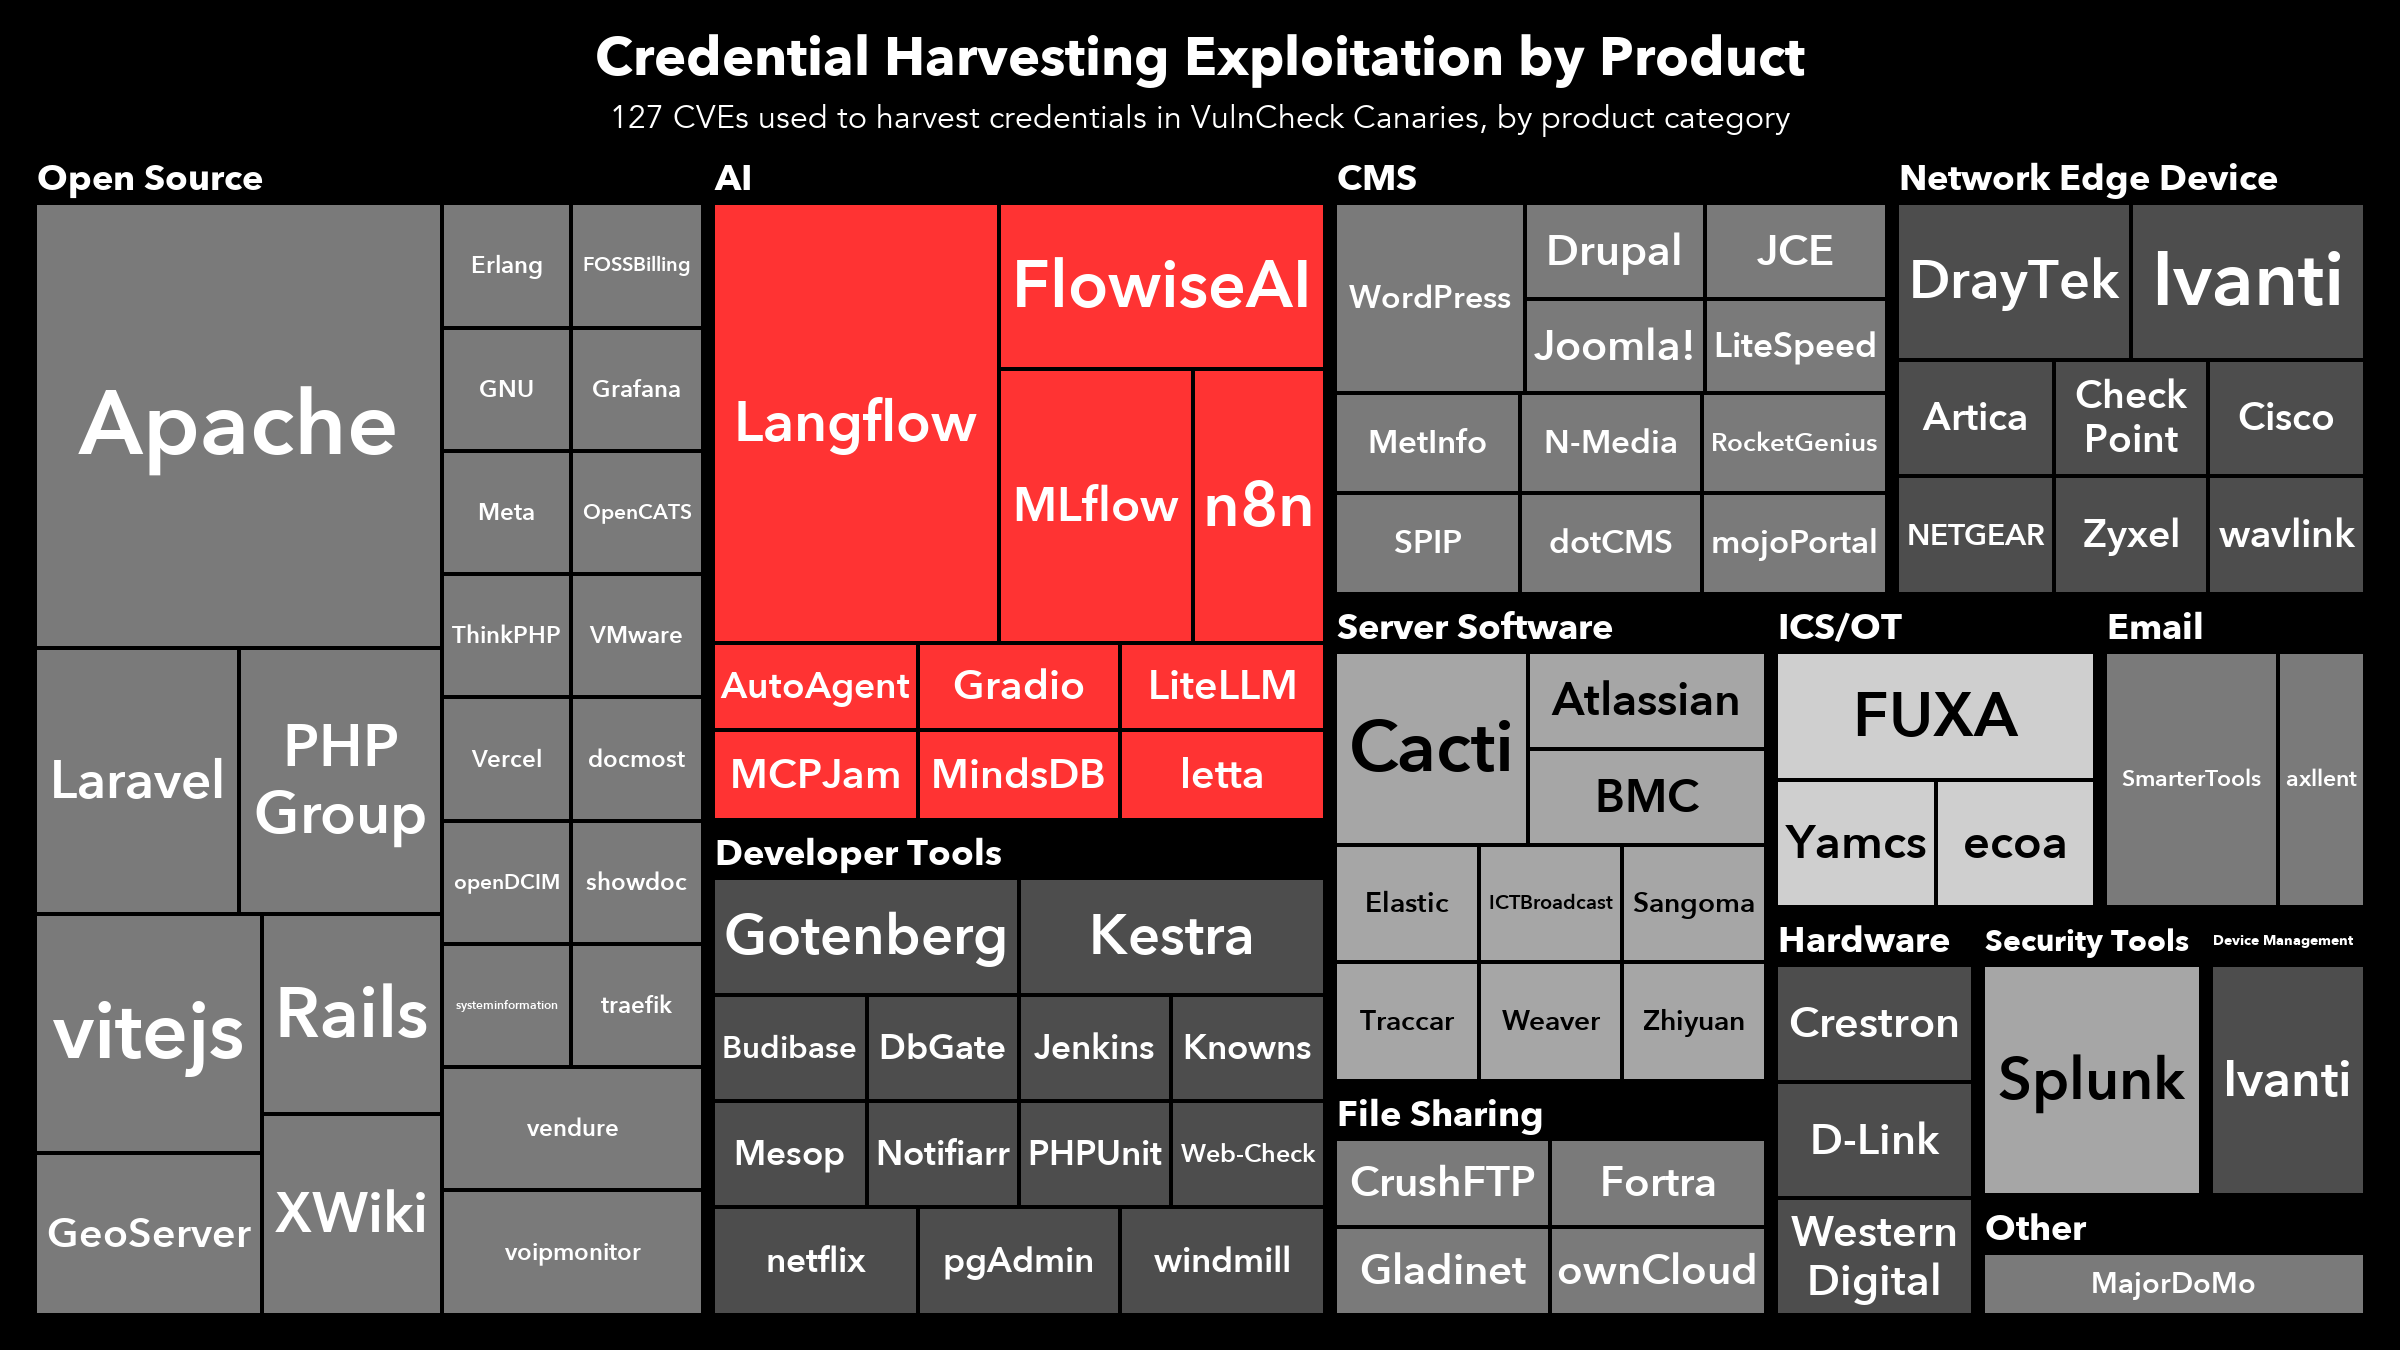 Credential Harvesting Exploitation by Product
127 CVEs used to harvest credentials in VulnCheck Canaries, by product category
Open Source
Apache
Erlang
FOSSBilling
GNU
Grafana
Meta
OpenCATS
ThinkPHP
VMware
Laravel
PHP
Group
Vercel
docmost
openDCIM
showdoc
vitejs
Rails
systeminformation
traefik
vendure
GeoServer
XWiki
voipmonitor
AI
Langflow
FlowiseAI
MLflow
n8n
AutoAgent
Gradio
LiteLLM
MCPJam
MindsDB
letta
Developer Tools
Gotenberg
Kestra
Budibase
DbGate
Jenkins
Knowns
Mesop
Notifiarr
PHPUnit
Web-Check
netflix
pgAdmin
windmill
CMS
WordPress
Drupal
JCE
Joomla!
LiteSpeed
MetInfo
N-Media
RocketGenius
SPIP
dotCMS
mojoPortal
Network Edge Device
DrayTek
Ivanti
Artica
Check
Point
Cisco
NETGEAR
Zyxel
wavlink
Server Software
Cacti
Atlassian
BMC
Elastic
ICTBroadcast
Sangoma
Traccar
Weaver
Zhiyuan
File Sharing
CrushFTP
Fortra
Gladinet
ownCloud
ICS/OT
FUXA
Yamcs
ecoa
Email
SmarterTools
axllent
Hardware
Crestron
D-Link
Western
Digital
Security Tools
Splunk
Device Management
Ivanti
Other
MajorDoMo